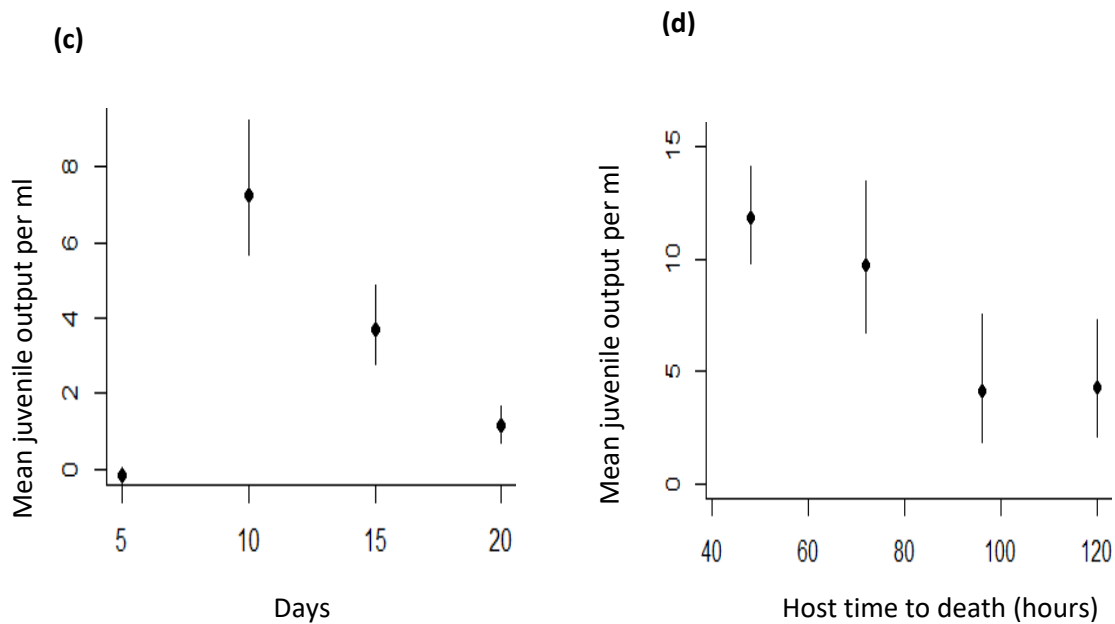 (c)
Mean juvenile output per ml
8
6
4
2
0
5 10 15 20
Days
(d)
Mean juvenile output per ml
15
10
5
0
40 60 80 100 120
Host time to death (hours)